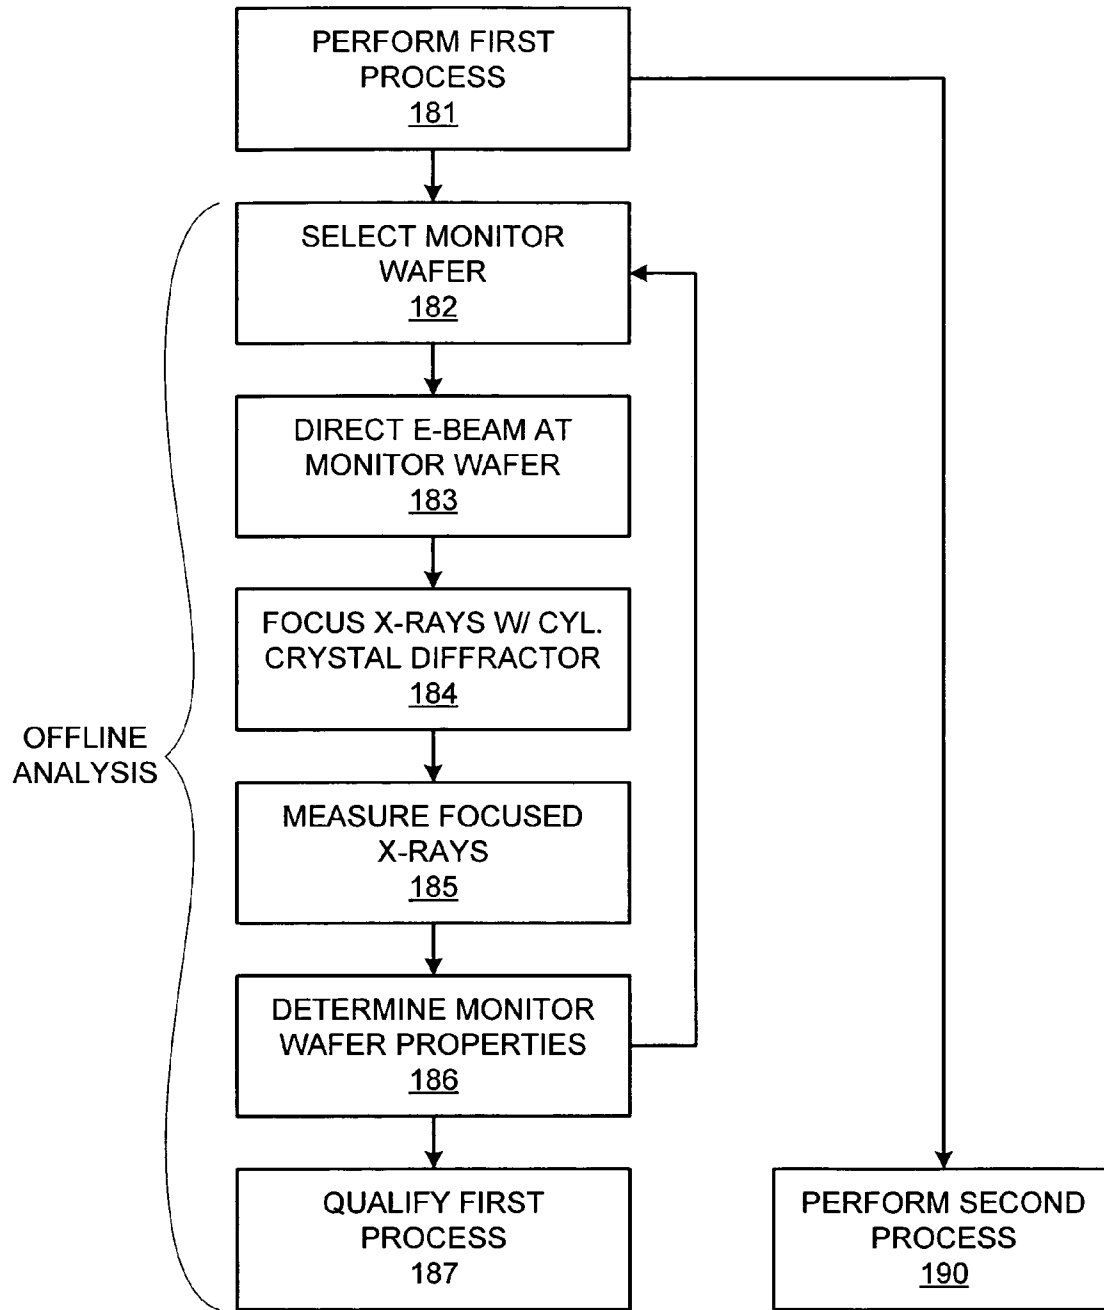 PERFORM FIRST
PROCESS
181
SELECT MONITOR
WAFER
182
DIRECT E-BEAM AT
MONITOR WAFER
183
FOCUS X-RAYS W/ CYL.
CRYSTAL DIFFRACTOR
184
OFFLINE
ANALYSIS
MEASURE FOCUSED
X-RAYS
185
DETERMINE MONITOR
WAFER PROPERTIES
186
QUALIFY FIRST
PROCESS
187
PERFORM SECOND
PROCESS
190